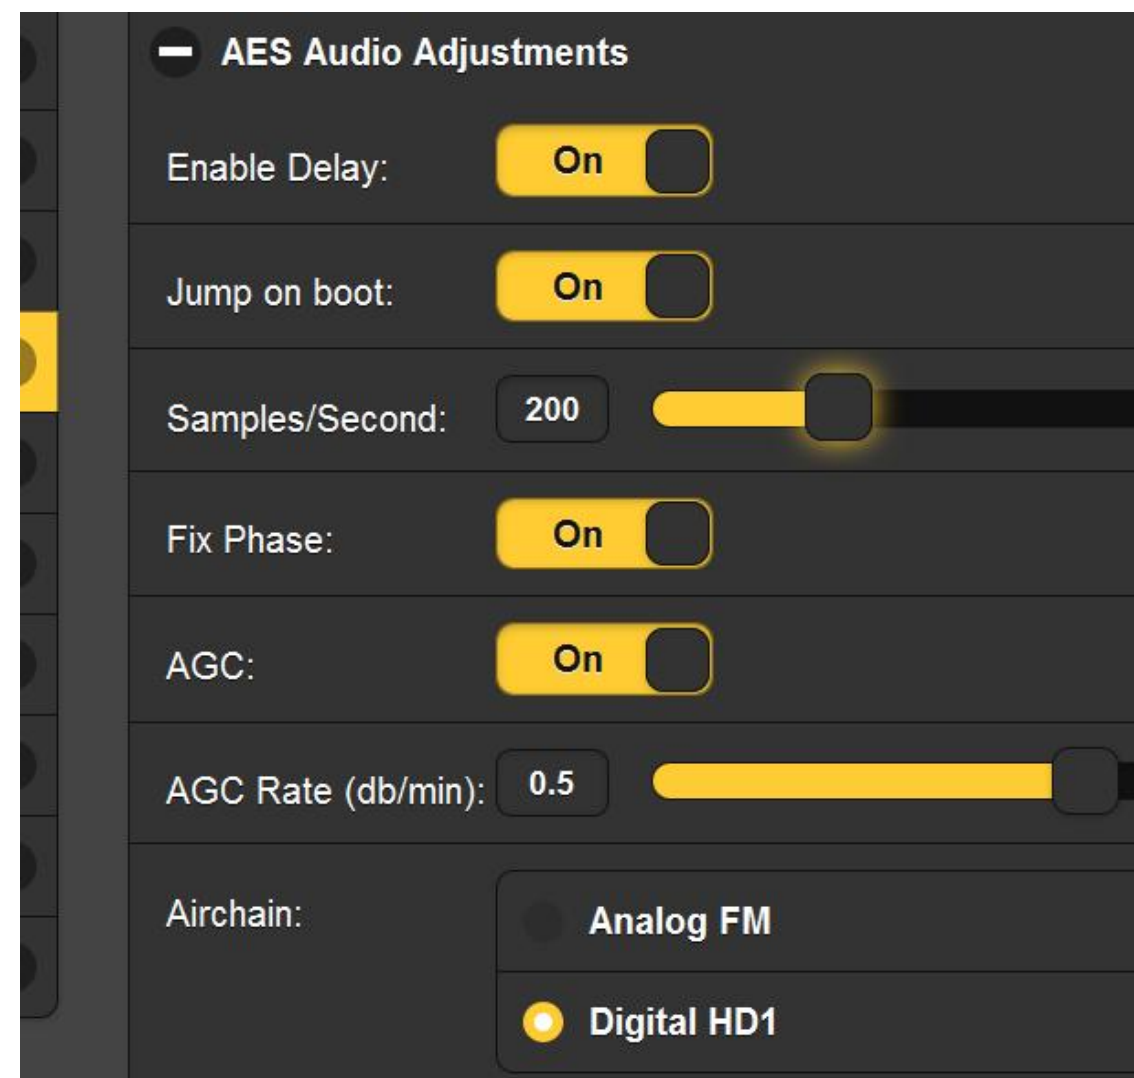 AES Audio Adjustments
Enable Delay: On
Jump on boot: On
Samples/Second: 200
Fix Phase: On
AGC: On
AGC Rate (db/min): 0.5
Airchain: Analog FM
Digital HD1